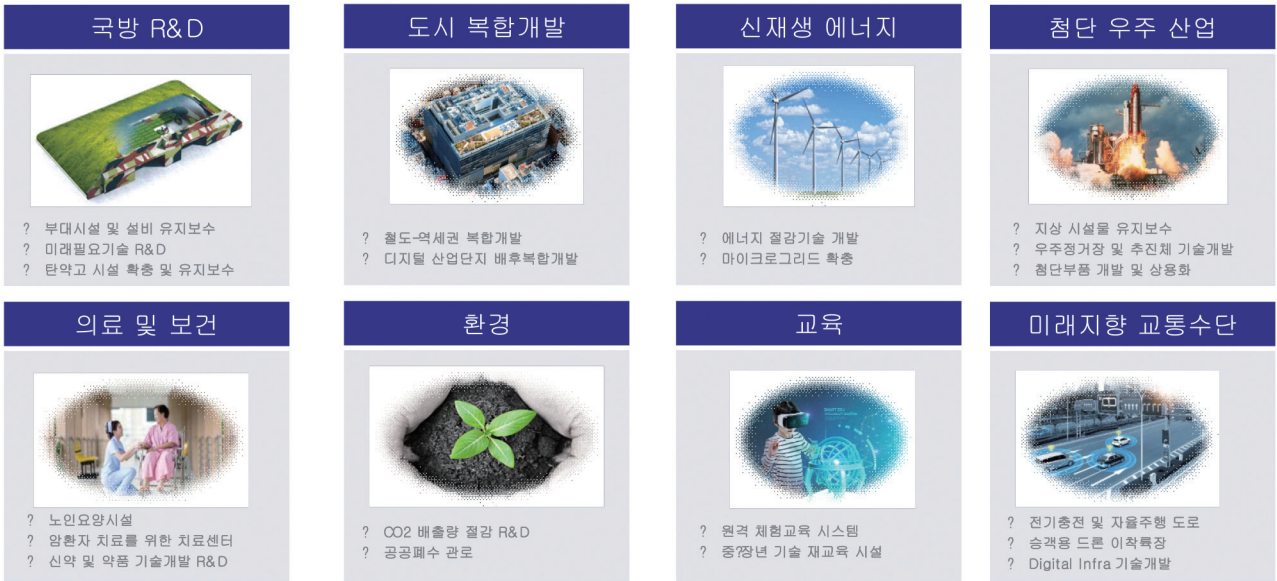 국방 R&D
? 부대시설 및 설비 유지보수
? 미래필요기술 R&D
? 탄약고 시설 확충 및 유지보수
도시 복합개발
? 철도-역세권 복합개발
? 디지털 산업단지 배후복합개발
신재생 에너지
? 에너지 절감기술 개발
? 마이크로그리드 확충
첨단 우주 산업
? 지상 시설물 유지보수
? 우주정거장 및 추진체 기술개발
? 첨단부품 개발 및 상용화
의료 및 보건
? 노인요양시설
? 암환자 치료를 위한 치료센터
? 신약 및 약품 기술개발 R&D
환경
? CO2 배출량 절감 R&D
? 공공폐수 관로
교육
? 원격 체험교육 시스템
? 중?장년 기술 재교육 시설
미래지향 교통수단
? 전기충전 및 자율주행 도로
? 승객용 드론 이착륙장
? Digital Infra 기술개발